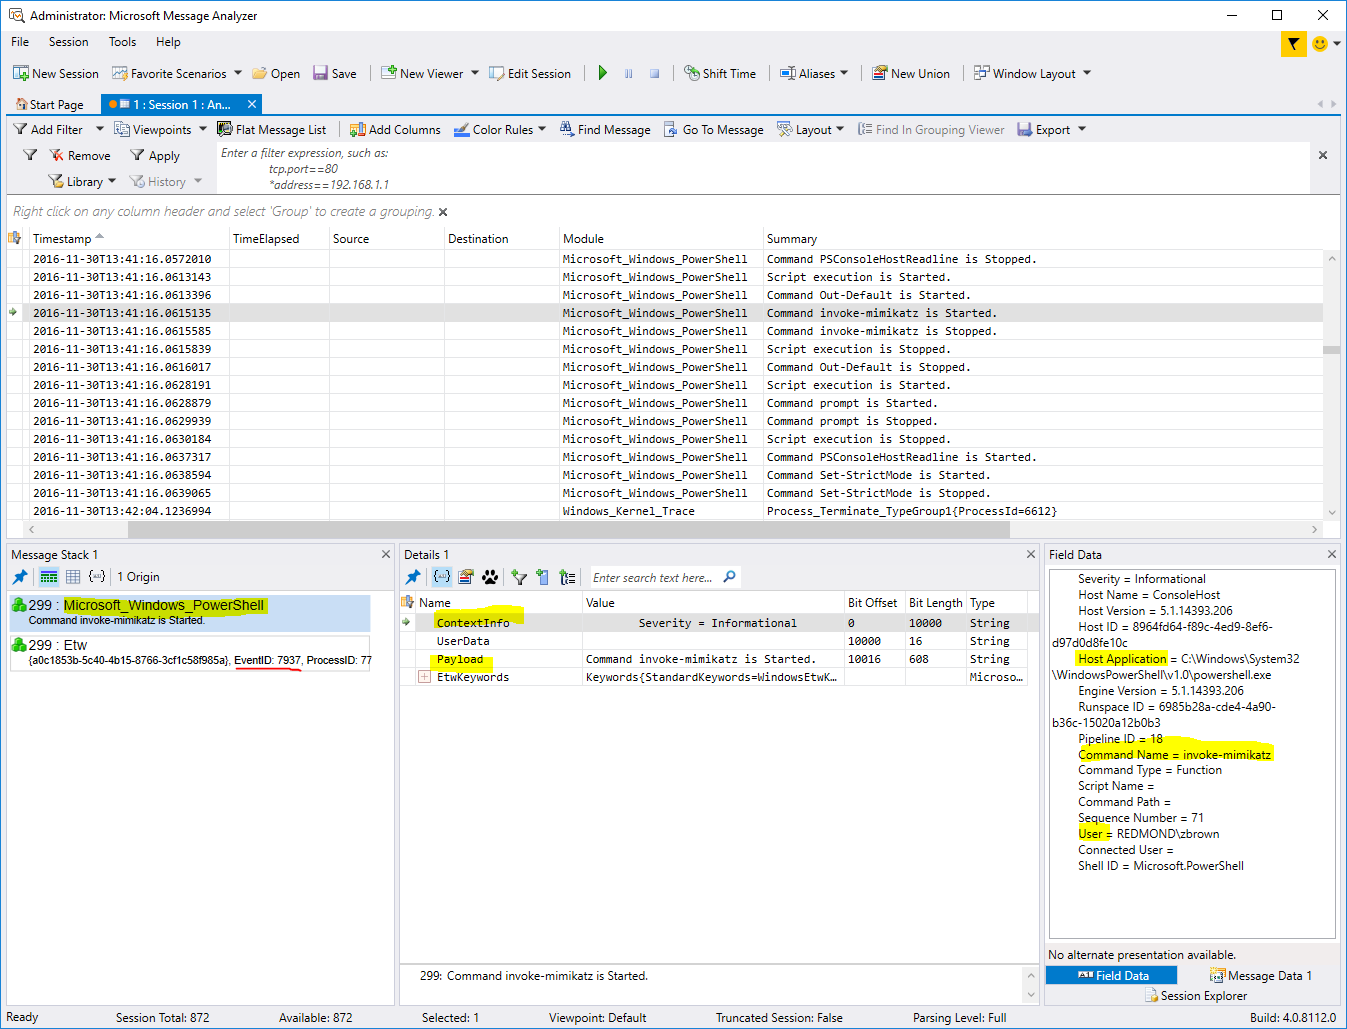 Administrator: Microsoft Message Analyzer
File Session Tools Help
New Session Favorite Scenarios Open Save New Viewer Edit Session Shift Time Aliases New Union Window Layout
Start Page 1 : Session 1 : An...
Add Filter Viewpoints Flat Message List Add Columns Color Rules Find Message Go To Message Layout Find In Grouping Viewer Export
Remove Apply Enter a filter expression, such as:
tcp.port==80
Library History *address==192.168.1.1
Right click on any column header and select 'Group' to create a grouping.
Timestamp TimeElapsed Source Destination Module Summary
2016-11-30T13:41:16.0572010 Microsoft_Windows_PowerShell Command PSConsoleHostReadline is Stopped.
2016-11-30T13:41:16.0613143 Microsoft_Windows_PowerShell Script execution is Started.
2016-11-30T13:41:16.0613396 Microsoft_Windows_PowerShell Command Out-Default is Started.
2016-11-30T13:41:16.0615135 Microsoft_Windows_PowerShell Command invoke-mimikatz is Started.
2016-11-30T13:41:16.0615585 Microsoft_Windows_PowerShell Command invoke-mimikatz is Stopped.
2016-11-30T13:41:16.0615839 Microsoft_Windows_PowerShell Script execution is Stopped.
2016-11-30T13:41:16.0616017 Microsoft_Windows_PowerShell Command Out-Default is Stopped.
2016-11-30T13:41:16.0628191 Microsoft_Windows_PowerShell Script execution is Started.
2016-11-30T13:41:16.0628879 Microsoft_Windows_PowerShell Command prompt is Started.
2016-11-30T13:41:16.0629939 Microsoft_Windows_PowerShell Command prompt is Stopped.
2016-11-30T13:41:16.0630184 Microsoft_Windows_PowerShell Script execution is Stopped.
2016-11-30T13:41:16.0637317 Microsoft_Windows_PowerShell Command PSConsoleHostReadline is Started.
2016-11-30T13:41:16.0638594 Microsoft_Windows_PowerShell Command Set-StrictMode is Started.
2016-11-30T13:41:16.0639065 Microsoft_Windows_PowerShell Command Set-StrictMode is Stopped.
2016-11-30T13:42:04.1236994 Windows_Kernel_Trace Process_Terminate_TypeGroup1{ProcessId=6612}
Message Stack 1
1 Origin
299 : Microsoft_Windows_PowerShell
Command invoke-mimikatz is Started.
299 : Etw
{a0c1853b-5c40-4b15-8766-3cf1c58f985a}, EventID: 7937, ProcessID: 77
Details 1
Enter search text here...
Name Value Bit Offset Bit Length Type
ContextInfo Severity = Informational 0 10000 String
UserData 10000 16 String
Payload Command invoke-mimikatz is Started. 10016 608 String
EtwKeywords Keywords{StandardKeywords=WindowsEtwK... Microso...
299: Command invoke-mimikatz is Started.
Field Data
Severity = Informational
Host Name = ConsoleHost
Host Version = 5.1.14393.206
Host ID = 8964fd64-f89c-4ed9-8ef6-
d97d0d8fe10c
Host Application = C:\Windows\System32
\WindowsPowerShell\v1.0\powershell.exe
Engine Version = 5.1.14393.206
Runspace ID = 6985b28a-cde4-4a90-
b36c-15020a12b0b3
Pipeline ID = 18
Command Name = invoke-mimikatz
Command Type = Function
Script Name =
Command Path =
Sequence Number = 71
User = REDMOND\zbrown
Connected User =
Shell ID = Microsoft.PowerShell
No alternate presentation available.
Field Data Message Data 1
Session Explorer
Ready Session Total: 872 Available: 872 Selected: 1 Viewpoint: Default Truncated Session: False Parsing Level: Full Build: 4.0.8112.0